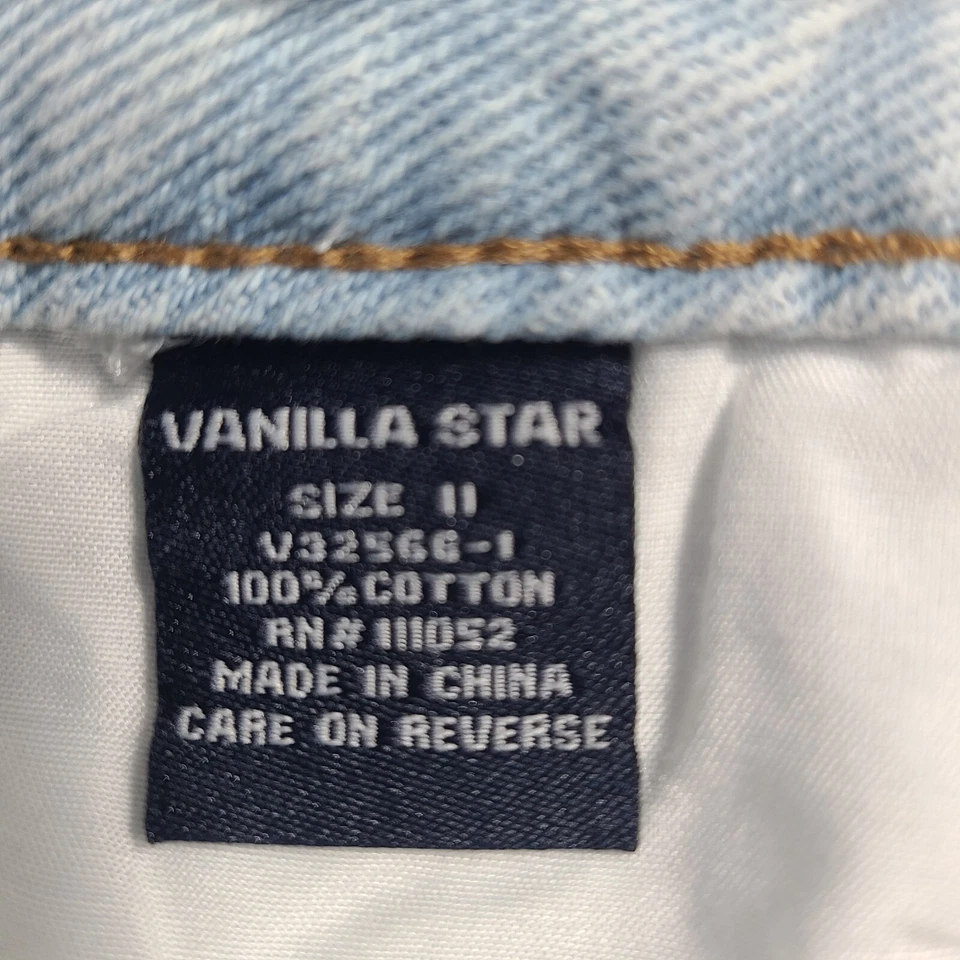 VANILLA STAR
SIZE 11
V32566-1
100% COTTON
RN# 111052
MADE IN CHINA
CARE ON REVERSE